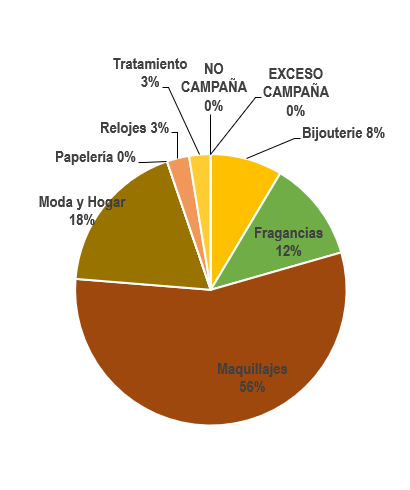 Tratamiento
3%
NO
CAMPAÑA
0%
EXCESO
CAMPAÑA
0%
Relojes 3%
Bijouterie 8%
Papelería 0%
Moda y Hogar
18%
Fragancias
12%
Maquillajes
56%